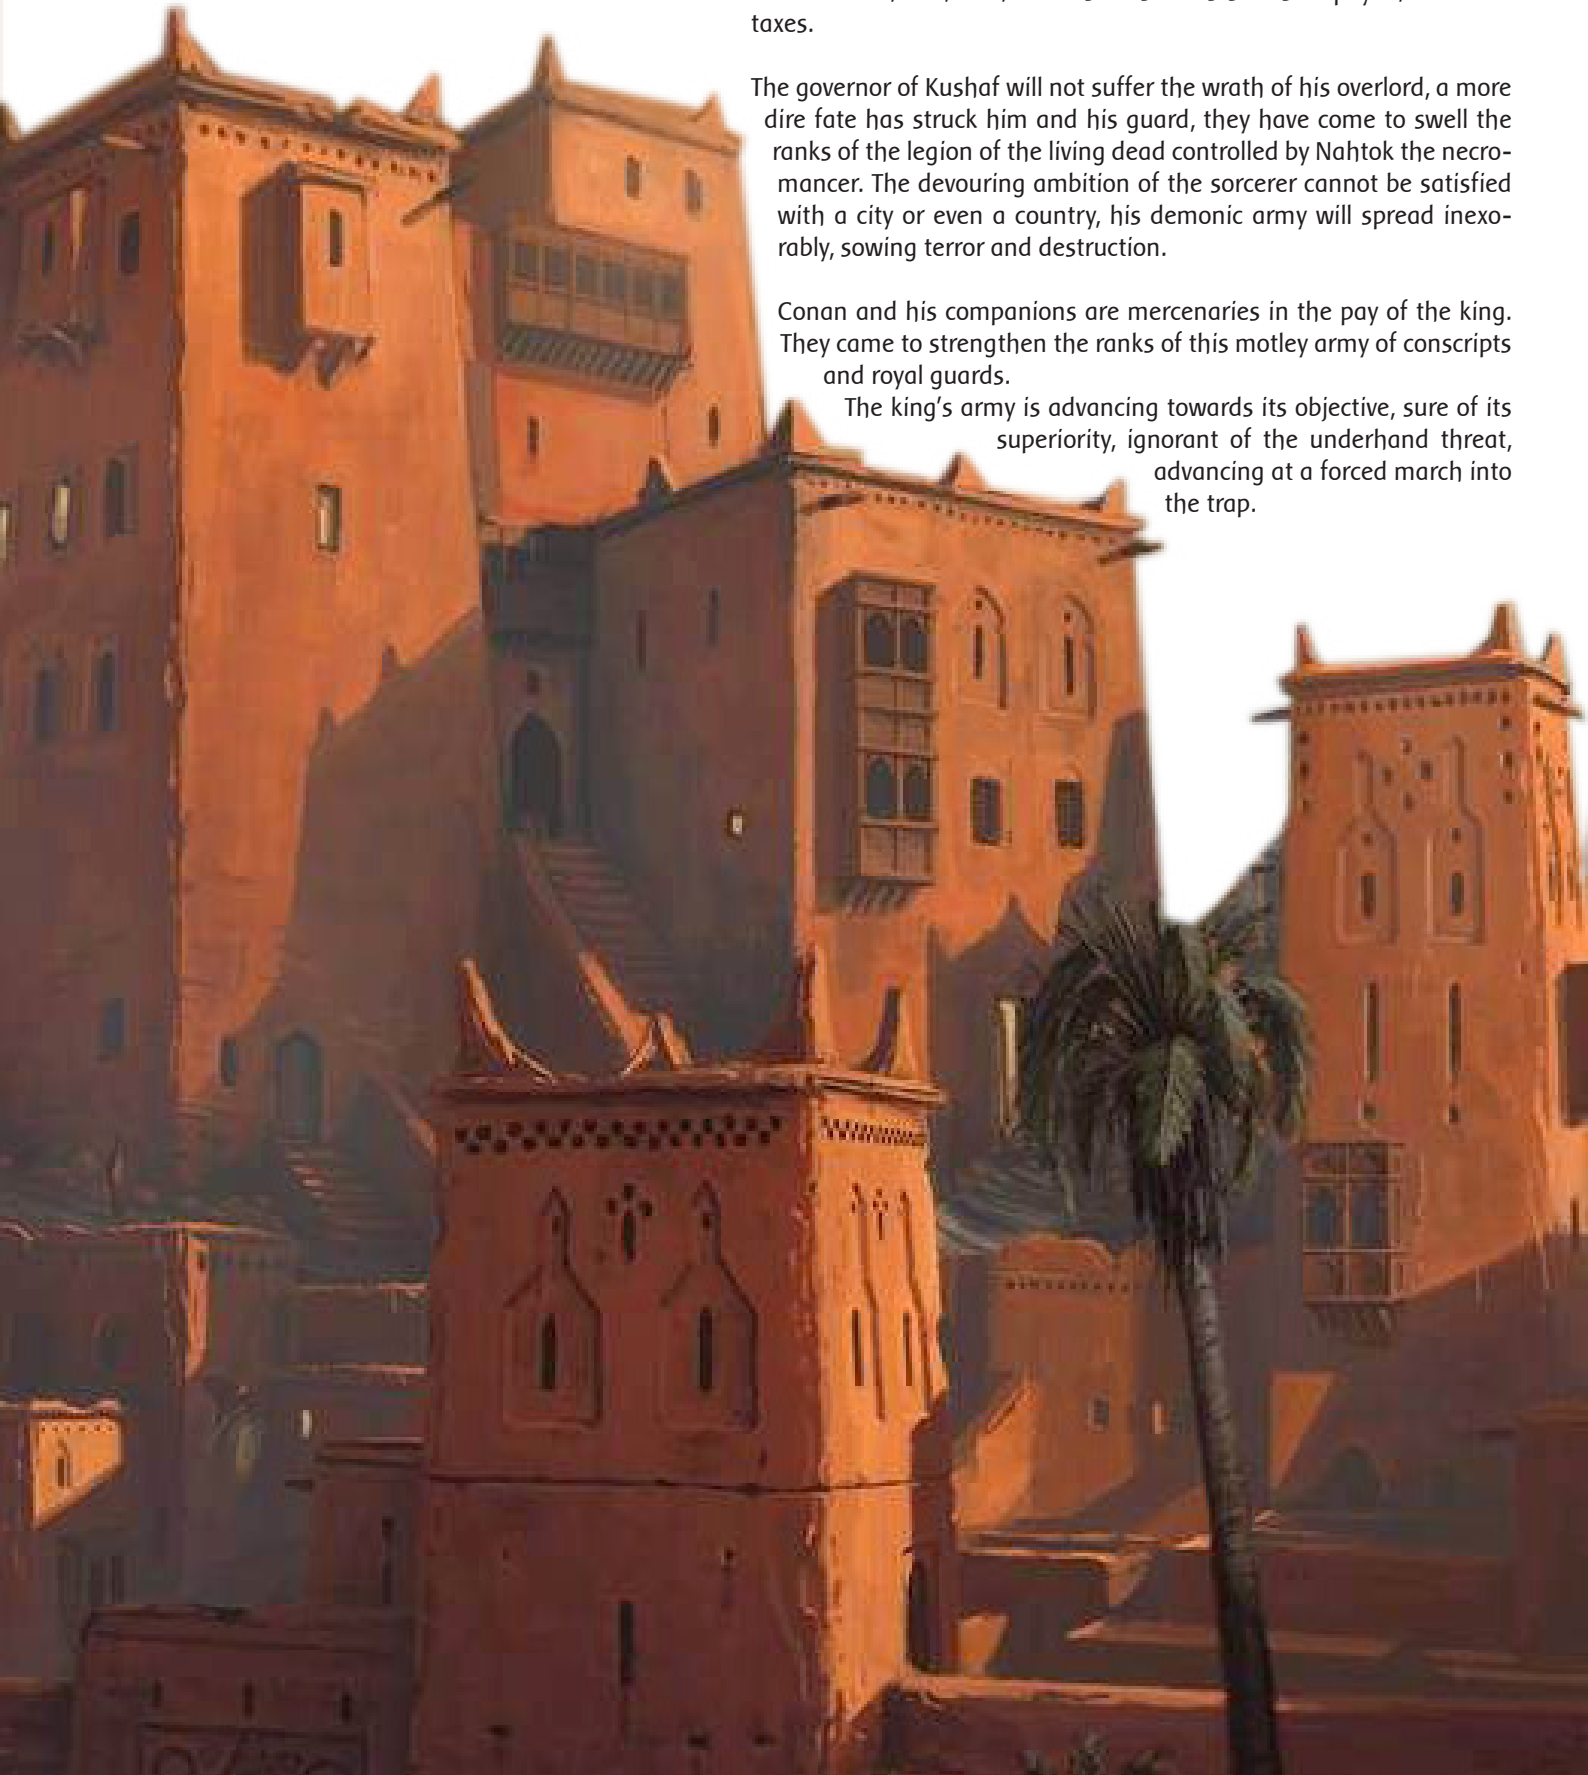 taxes.
The governor of Kushaf will not suffer the wrath of his overlord, a more
dire fate has struck him and his guard, they have come to swell the
ranks of the legion of the living dead controlled by Nahtok the necro-
mancer. The devouring ambition of the sorcerer cannot be satisfied
with a city or even a country, his demonic army will spread inexo-
rably, sowing terror and destruction.
Conan and his companions are mercenaries in the pay of the king.
They came to strengthen the ranks of this motley army of conscripts
and royal guards.
The king's army is advancing towards its objective, sure of its
superiority, ignorant of the underhand threat,
advancing at a forced march into
the trap.